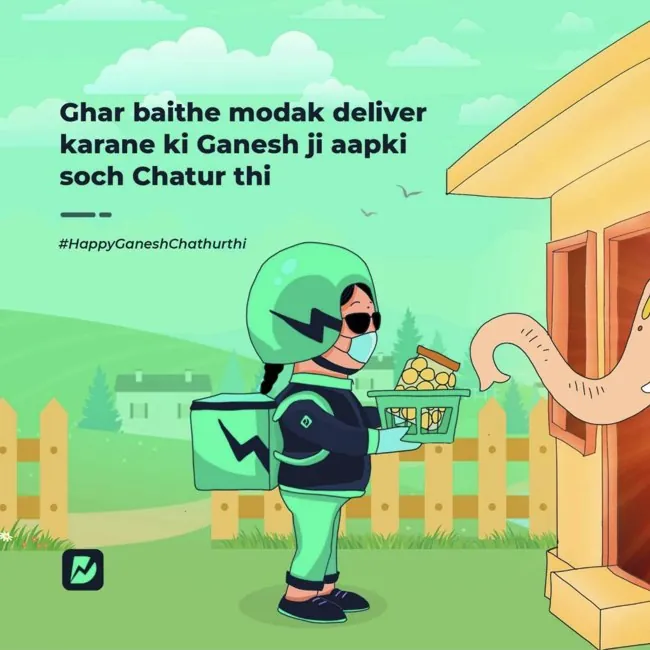 Ghar baithe modak deliver
karane ki Ganesh ji aapki
soch Chatur thi
#HappyGaneshChathurthi